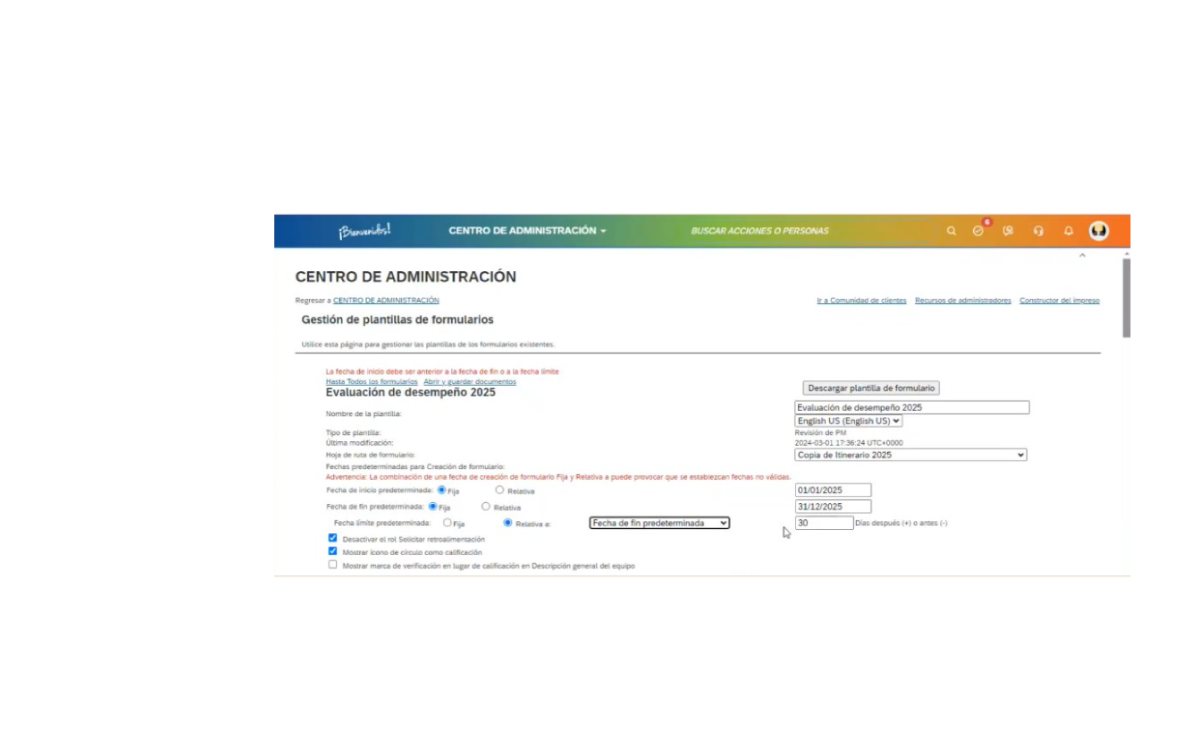 ¡Bienvenidos!
CENTRO DE ADMINISTRACIÓN
BUSCAR ACCIONES O PERSONAS
6
CENTRO DE ADMINISTRACIÓN
Regresar a CENTRO DE ADMINISTRACIÓN
Ir a Comunidad de clientes Recursos de administradores Constructor del impreso
Gestión de plantillas de formularios
Utilice esta página para gestionar las plantillas de los formularios existentes.
La fecha de inicio debe ser anterior a la fecha de fin o a la fecha límite
Hasta Todos los formularios Abrir y guardar documentos
Evaluación de desempeño 2025
Descargar plantilla de formulario
Nombre de la plantilla: Evaluación de desempeño 2025
English US (English US)
Tipo de plantilla: Revisión de PM
Última modificación: 2024-03-01 17:36:24 UTC+0000
Hoja de ruta de formulario: Copia de Itinerario 2025
Fechas predeterminadas para Creación de formulario:
Advertencia: La combinación de una fecha de creación de formulario Fija y Relativa a puede provocar que se establezcan fechas no válidas.
Fecha de inicio predeterminada: Fija Relativa 01/01/2025
Fecha de fin predeterminada: Fija Relativa 31/12/2025
Fecha límite predeterminada: Fija Relativa a: Fecha de fin predeterminada 30 Días después (+) o antes (-)
Desactivar el rol Solicitar retroalimentación
Mostrar ícono de círculo como calificación
Mostrar marca de verificación en lugar de calificación en Descripción general del equipo